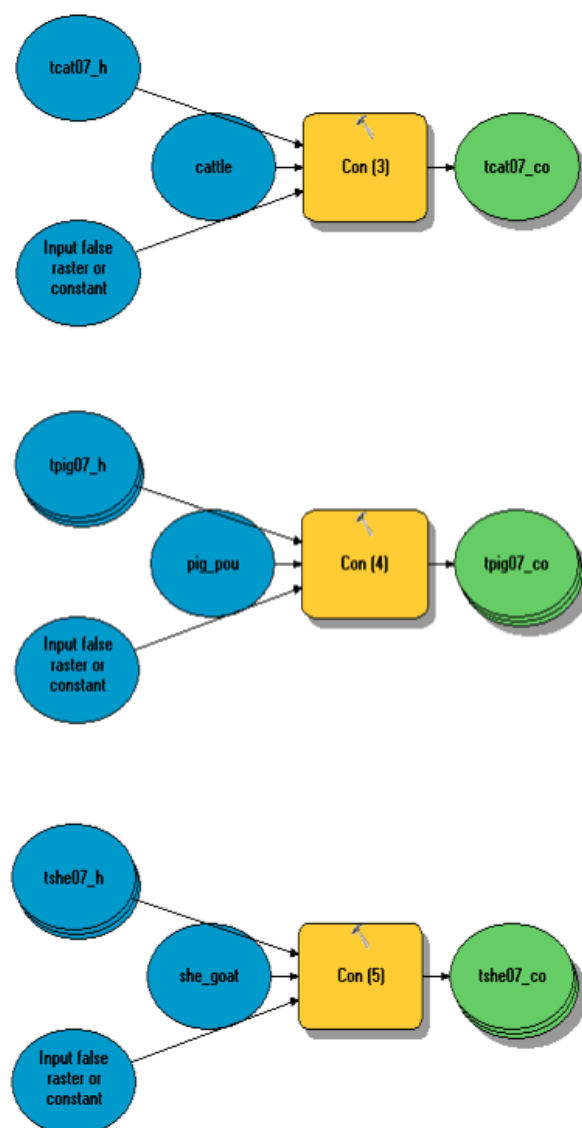 tcat07_h
cattle
Con (3)
tcat07_co
Input false
raster or
constant
tpig07_h
pig_pou
Con (4)
tpig07_co
Input false
raster or
constant
tshe07_h
she_goat
Con (5)
tshe07_co
Input false
raster or
constant